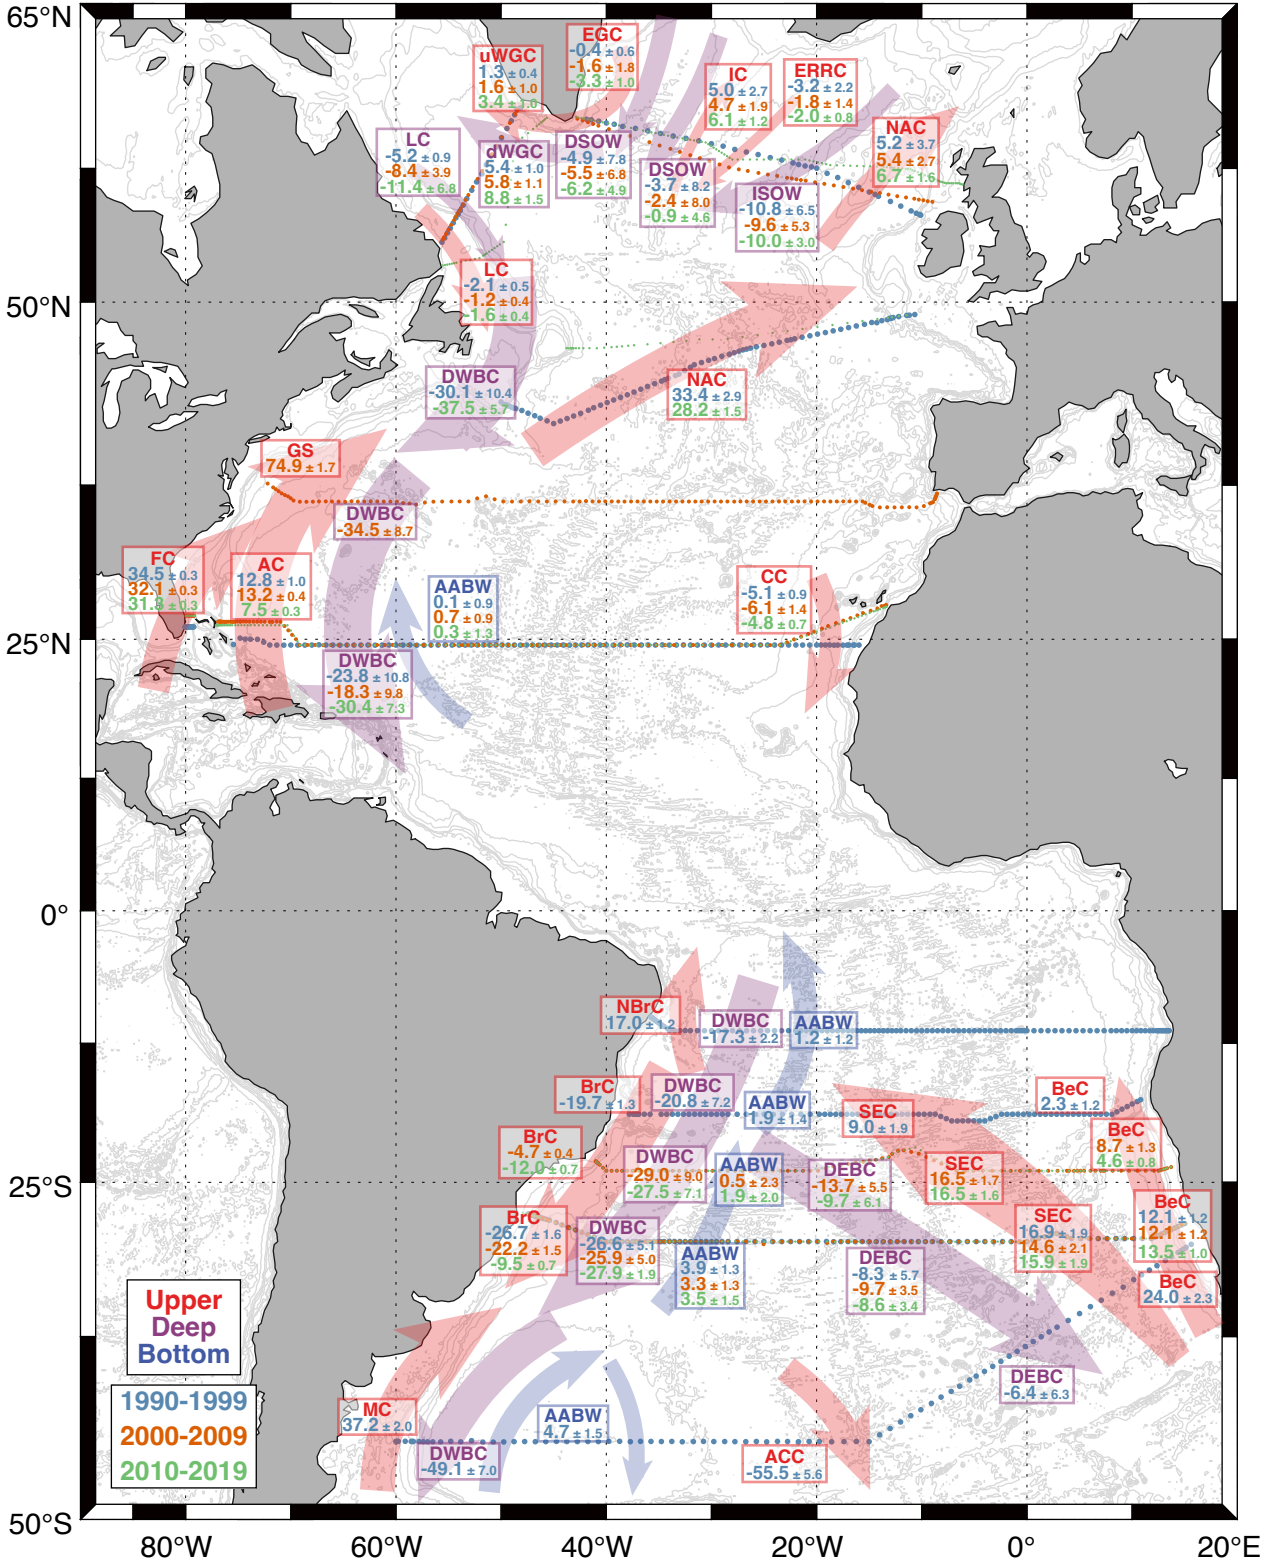 65°N
50°N
25°N
0°
25°S
50°S
EGC
-0.4 ± 0.6
-1.6 ± 1.8
-3.3 ± 1.0
uWGC
1.3 ± 0.4
1.6 ± 1.0
3.4 ± 1.0
IC
5.0 ± 2.7
4.7 ± 1.9
6.1 ± 1.2
ERRC
-3.2 ± 2.2
-1.8 ± 1.4
-2.0 ± 0.8
NAC
5.2 ± 3.7
5.4 ± 2.7
6.7 ± 1.6
LC
-5.2 ± 0.9
-8.4 ± 3.9
-11.4 ± 6.8
dWGC
5.4 ± 1.0
5.8 ± 1.1
8.8 ± 1.5
DSOW
-4.9 ± 7.8
-5.5 ± 6.8
-6.2 ± 4.9
DSOW
-3.7 ± 8.2
-2.4 ± 8.0
-0.9 ± 4.6
ISOW
-10.8 ± 6.5
-9.6 ± 5.3
-10.0 ± 3.0
LC
-2.1 ± 0.5
-1.2 ± 0.4
-1.6 ± 0.4
DWBC
-30.1 ± 10.4
-37.5 ± 5.7
NAC
33.4 ± 2.9
28.2 ± 1.5
GS
74.9 ± 1.7
DWBC
-34.5 ± 8.7
FC
34.5 ± 0.3
32.1 ± 0.3
31.8 ± 0.3
AC
12.8 ± 1.0
13.2 ± 0.4
7.5 ± 0.3
AABW
0.1 ± 0.9
0.7 ± 0.9
0.3 ± 1.3
CC
-5.1 ± 0.9
-6.1 ± 1.4
-4.8 ± 0.7
DWBC
-23.8 ± 10.8
-18.3 ± 9.8
-30.4 ± 7.3
NBrC
17.0 ± 1.2
DWBC
-17.3 ± 2.2
AABW
1.2 ± 1.2
BrC
-19.7 ± 1.3
DWBC
-20.8 ± 7.2
AABW
1.9 ± 1.4
SEC
9.0 ± 1.9
BeC
2.3 ± 1.2
BrC
-4.7 ± 0.4
-12.0 ± 0.7
DWBC
-29.0 ± 9.0
-27.5 ± 7.1
AABW
0.5 ± 2.3
1.9 ± 2.0
DEBC
-13.7 ± 5.5
-9.7 ± 6.1
SEC
16.5 ± 1.7
16.5 ± 1.6
BeC
8.7 ± 1.3
4.6 ± 0.8
BrC
-26.7 ± 1.6
-22.2 ± 1.5
-9.5 ± 0.7
DWBC
-26.6 ± 5.1
-25.9 ± 5.0
-27.9 ± 1.9
AABW
3.9 ± 1.3
3.3 ± 1.3
3.5 ± 1.5
DEBC
-8.3 ± 5.7
-9.7 ± 3.5
-8.6 ± 3.4
SEC
16.9 ± 1.9
14.6 ± 2.1
15.9 ± 1.9
BeC
12.1 ± 1.2
12.1 ± 1.2
13.5 ± 1.0
BeC
24.0 ± 2.3
DEBC
-6.4 ± 6.3
MC
37.2 ± 2.0
DWBC
-49.1 ± 7.0
AABW
4.7 ± 1.5
ACC
-55.5 ± 5.6
Upper
Deep
Bottom
1990-1999
2000-2009
2010-2019
80°W
60°W
40°W
20°W
0°
20°E